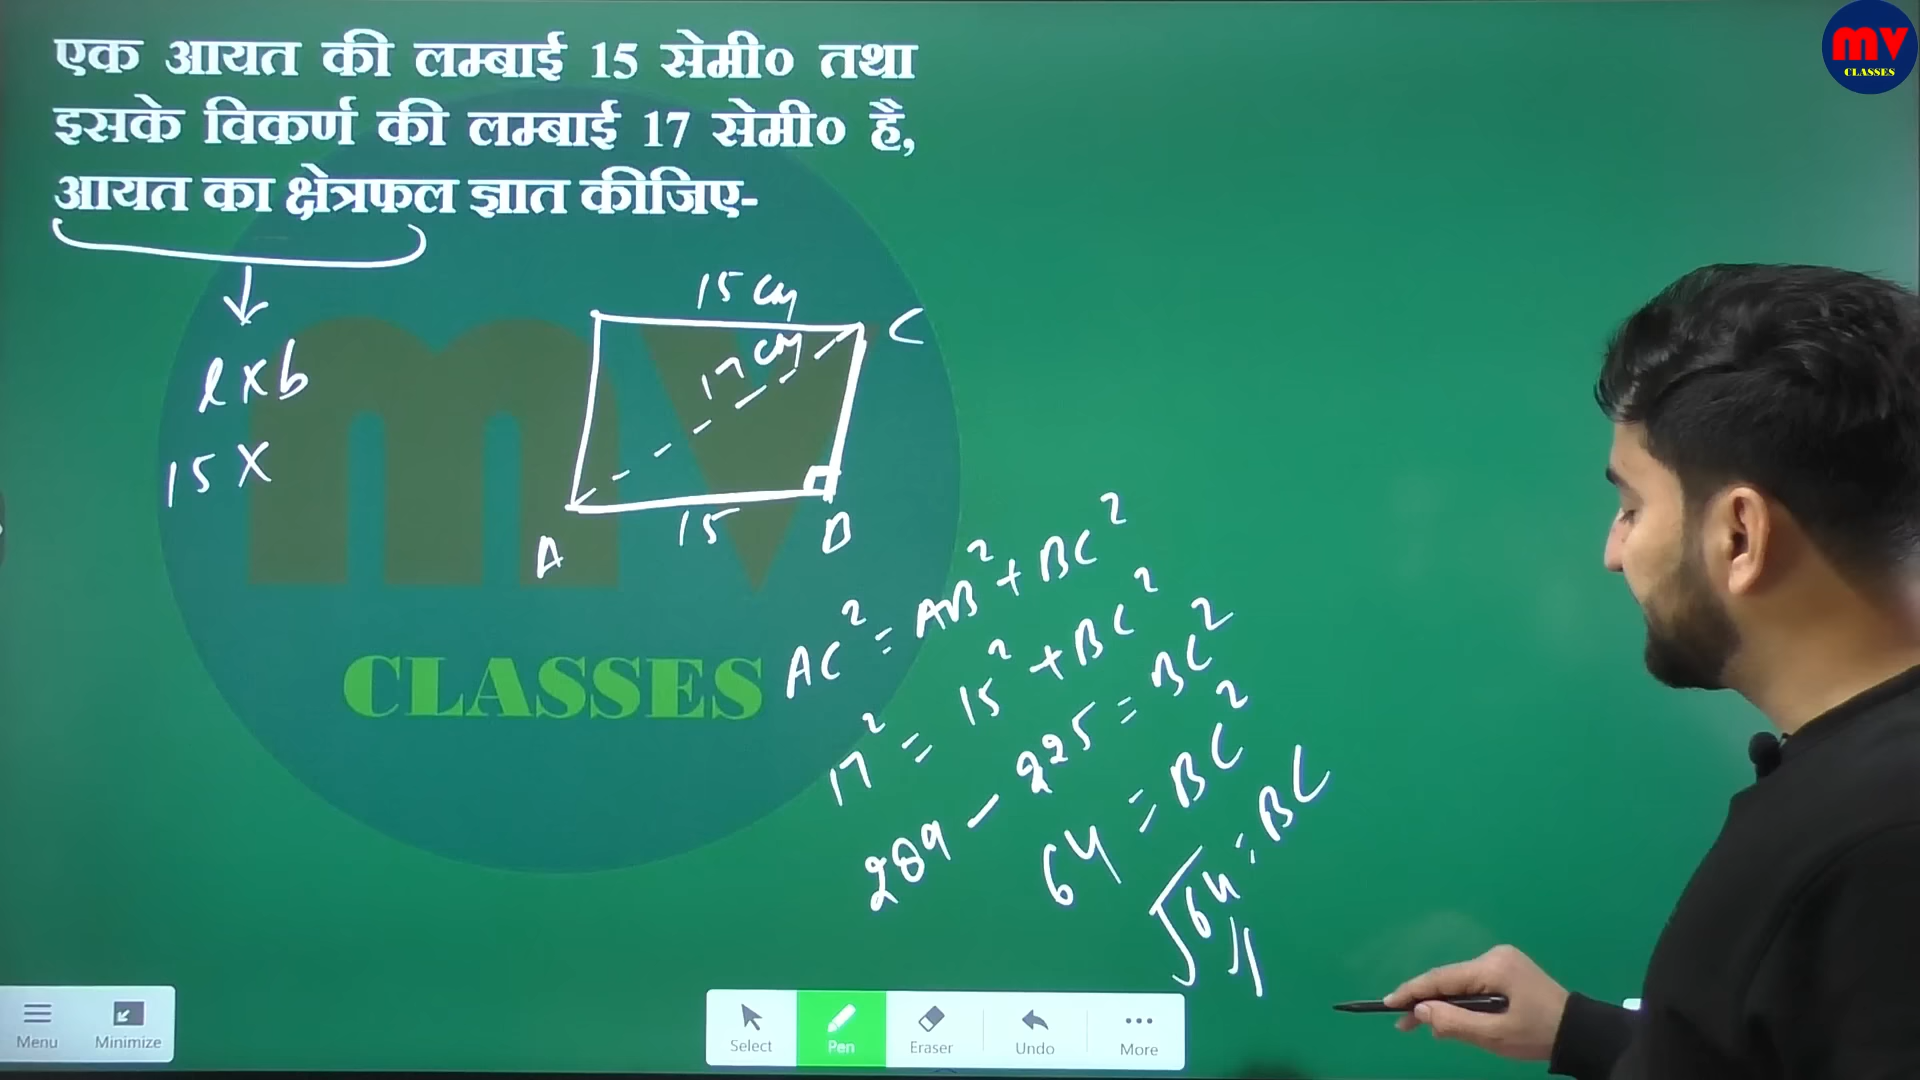 एक आयत की लम्बाई 15 सेमी० तथा
इसके विकर्ण की लम्बाई 17 सेमी० है,
आयत का क्षेत्रफल ज्ञात कीजिए-
mv
CLASSES
l x b
15 x
15 cm
17 cm
C
15
A
B
AC² = AB² + BC²
17² = 15² + BC²
289 - 225 = BC²
64 = BC²
√64 = BC
mv
CLASSES
Menu
Minimize
Select
Pen
Eraser
Undo
More